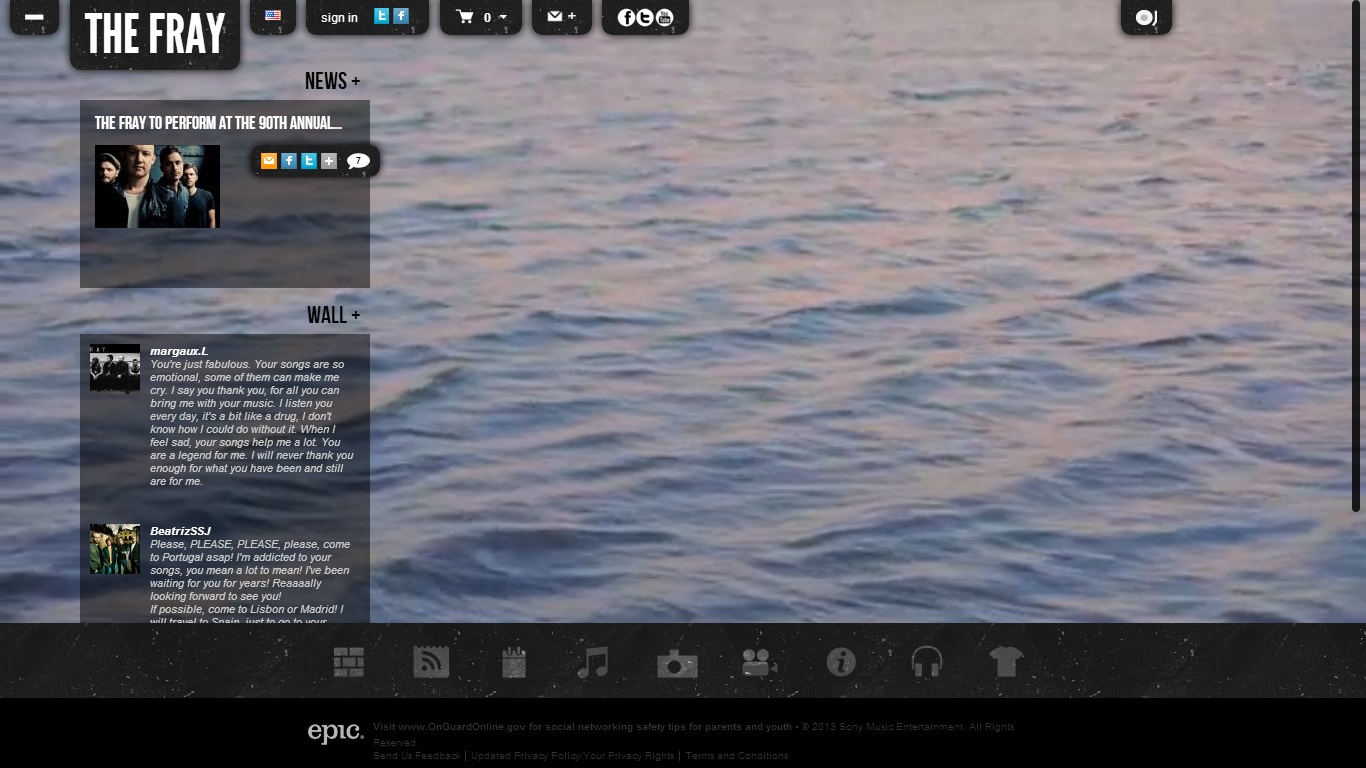 THE FRAY
sign in
0
+
You Tube
NEWS +
THE FRAY TO PERFORM AT THE 90TH ANNUAL...
7
WALL +
margaux.L
You're just fabulous. Your songs are so
emotional, some of them can make me
cry. I say you thank you, for all you can
bring me with your music. I listen you
every day, it's a bit like a drug, I don't
know how I could do without it. When I
feel sad, your songs help me a lot. You
are a legend for me. I will never thank you
enough for what you have been and still
are for me.
BeatrizSSJ
Please, PLEASE, PLEASE, please, come
to Portugal asap! I'm addicted to your
songs, you mean a lot to mean! I've been
waiting for you for years! Reaaaally
looking forward to see you!
If possible, come to Lisbon or Madrid! I
will travel to Spain, just to go to your
epic.
Visit www.OnGuardOnline.gov for social networking safety tips for parents and youth • © 2013 Sony Music Entertainment. All Rights
Reserved.
Send Us Feedback | Updated Privacy Policy/Your Privacy Rights | Terms and Conditions